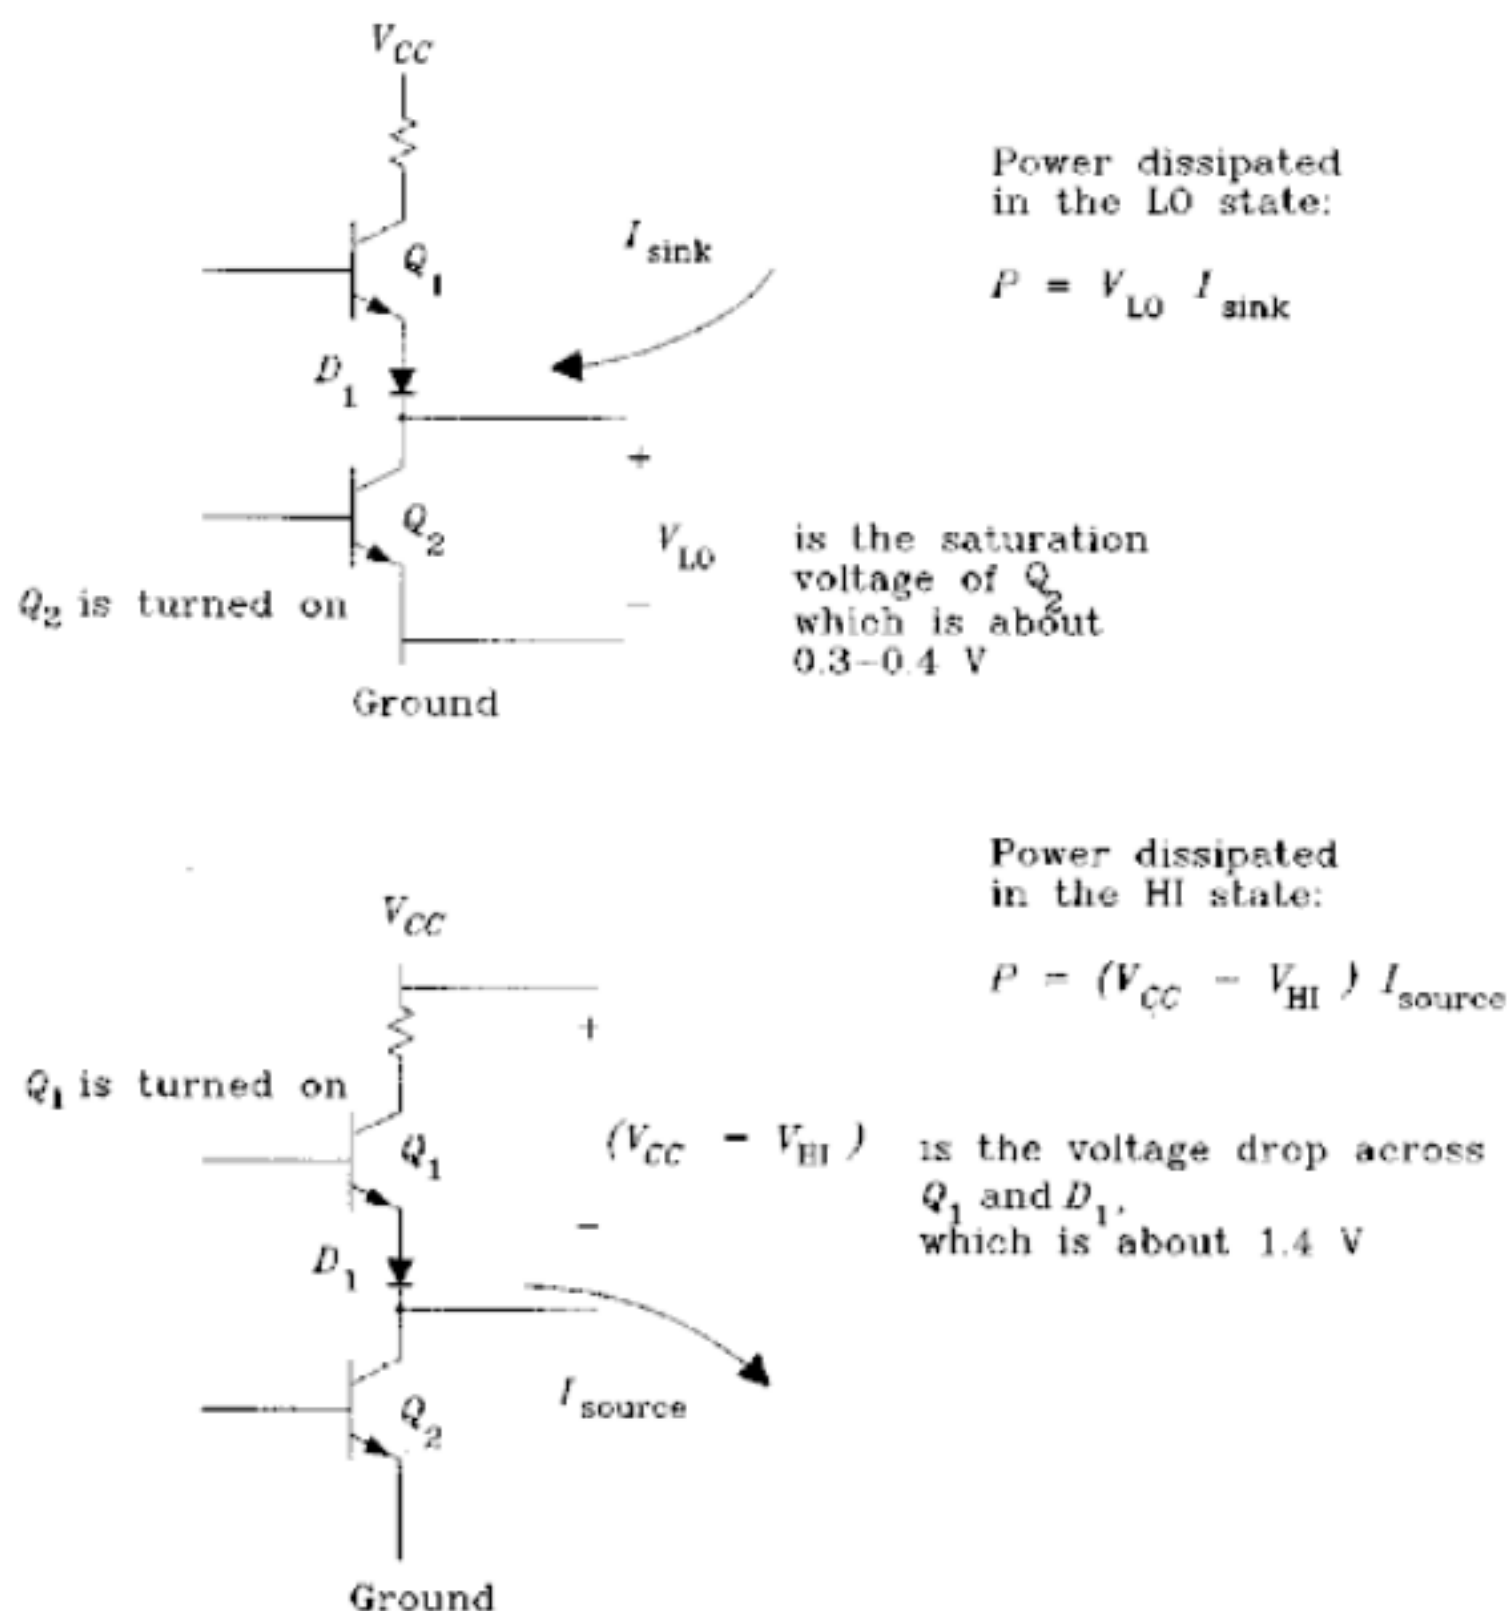 V_CC
Power dissipated
in the LO state:
I_sink
Q_1
P = V_LO I_sink
D_1
+
Q_2
V_LO
is the saturation
voltage of Q_2
which is about
0.3–0.4 V
Q_2 is turned on
–
Ground
Power dissipated
in the HI state:
V_CC
P = (V_CC – V_HI) I_source
+
Q_1 is turned on
Q_1
(V_CC – V_HI)
is the voltage drop across
Q_1 and D_1,
which is about 1.4 V
–
D_1
I_source
Q_2
Ground